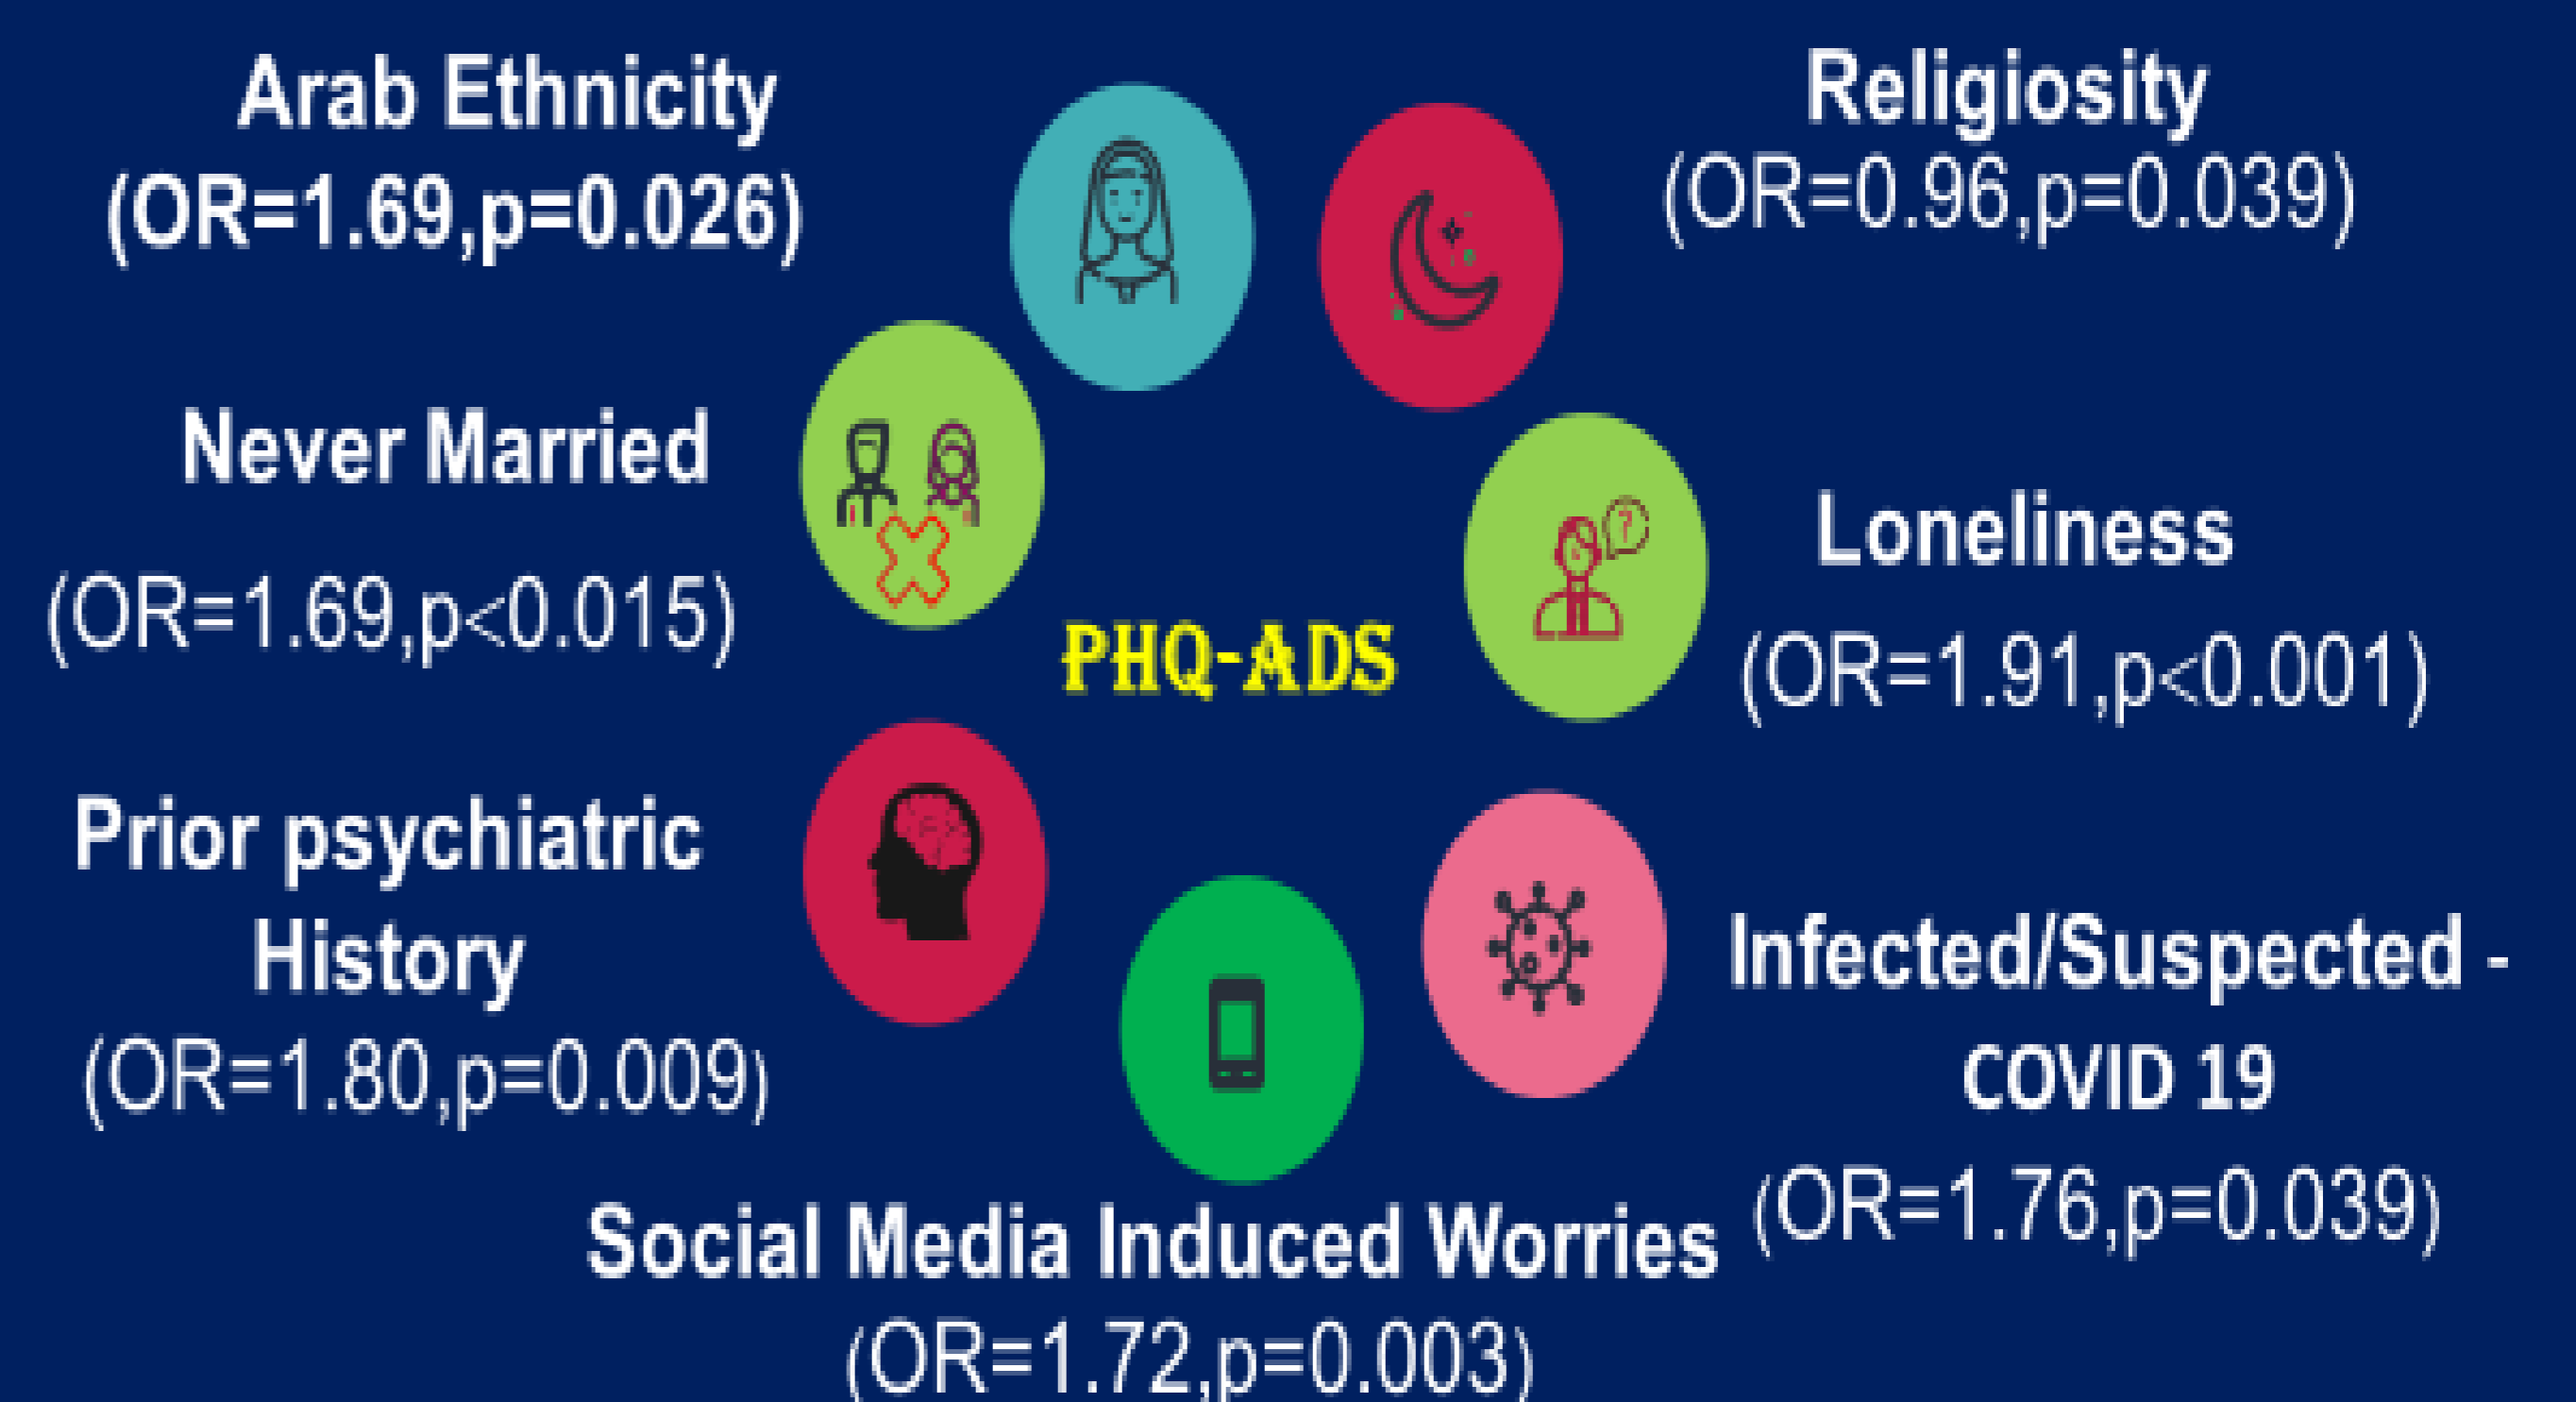 Arab Ethnicity
(OR=1.69,p=0.026)
Religiosity
(OR=0.96,p=0.039)
Never Married
(OR=1.69,p<0.015)
Loneliness
(OR=1.91,p<0.001)
PHQ-ADS
?
Prior psychiatric
History
(OR=1.80,p=0.009)
Infected/Suspected -
COVID 19
(OR=1.76,p=0.039)
Social Media Induced Worries
(OR=1.72,p=0.003)